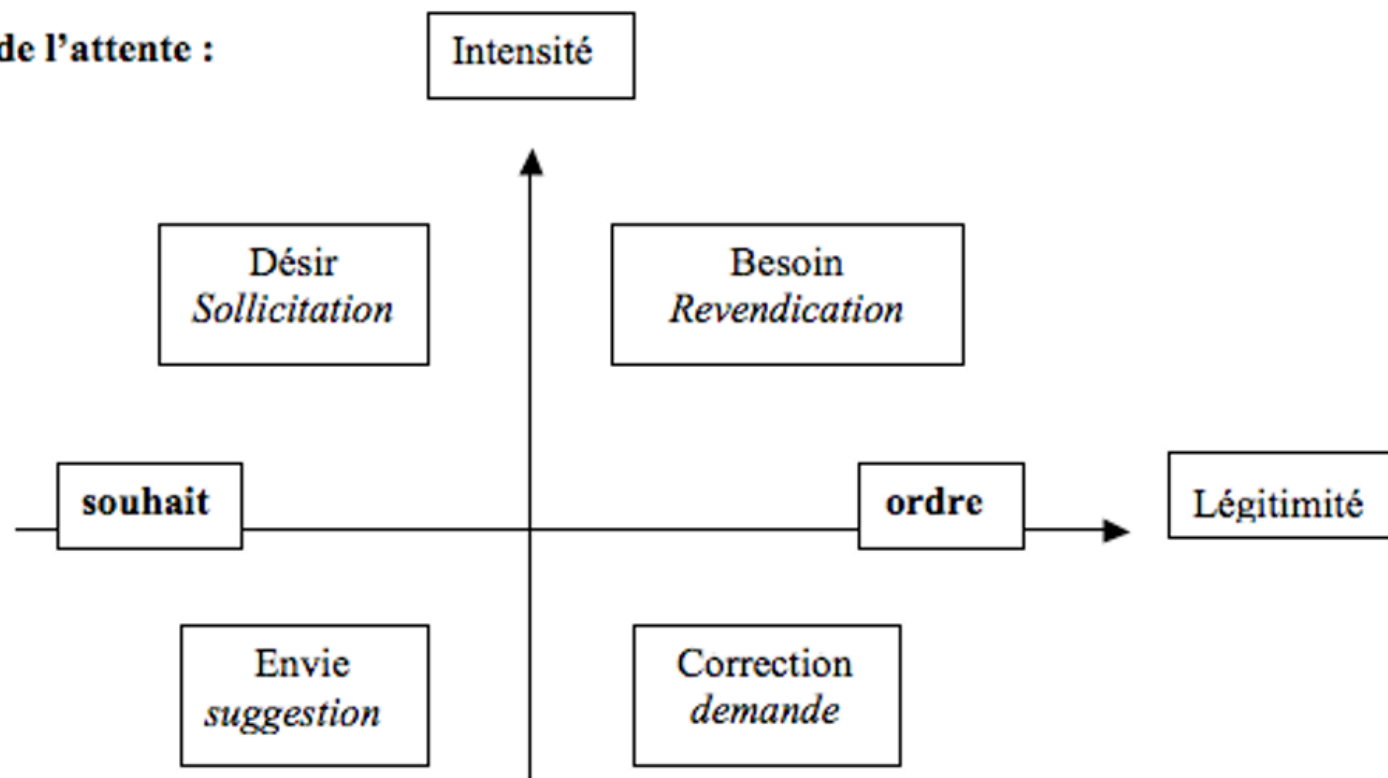 de l'attente :
Intensité
Désir
Sollicitation
Besoin
Revendication
souhait
ordre
Légitimité
Envie
suggestion
Correction
demande